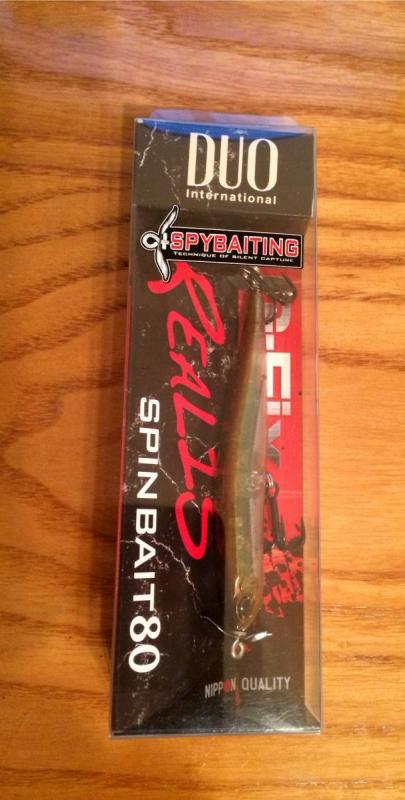 DUO
International
SPYBAITING
TECHNIQUE OF SILENT CAPTURE
REALIS
SPINBAIT80
NIPPON QUALITY